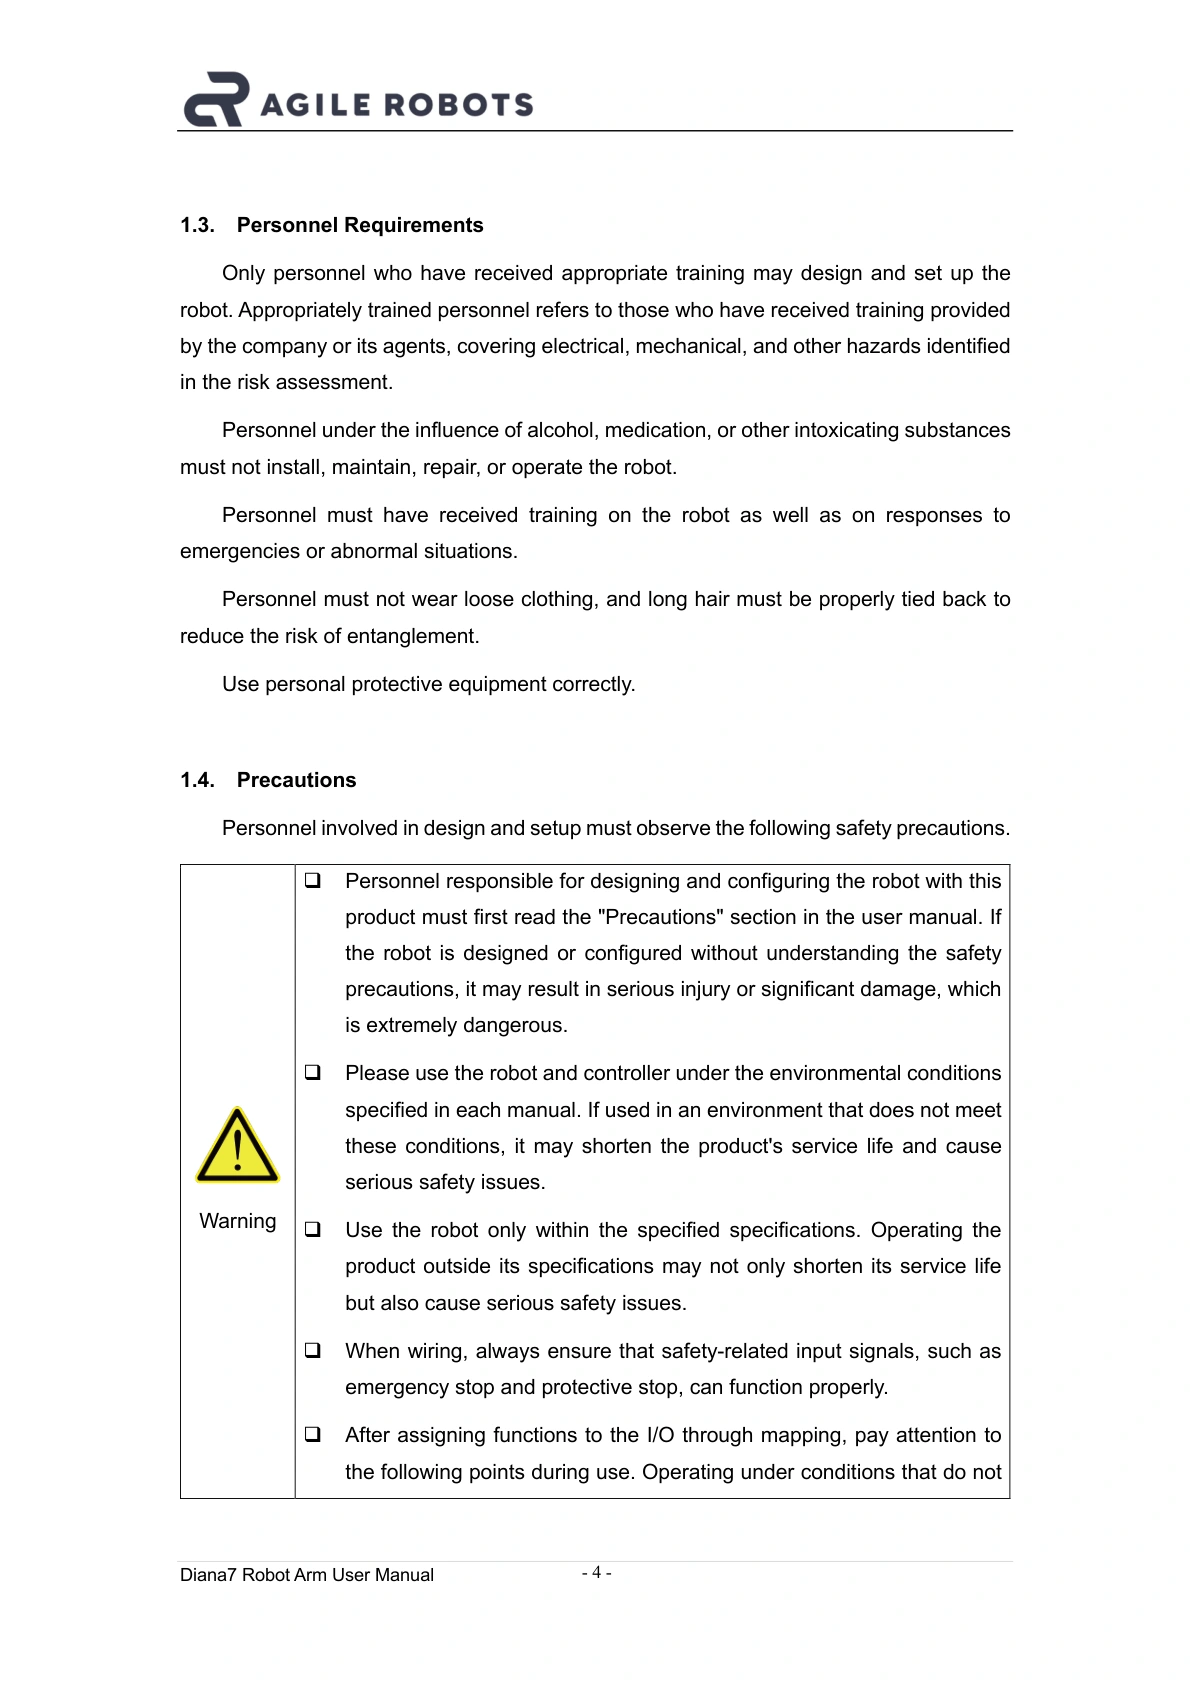 AGILE ROBOTS
1.3. Personnel Requirements
Only personnel who have received appropriate training may design and set up the
robot. Appropriately trained personnel refers to those who have received training provided
by the company or its agents, covering electrical, mechanical, and other hazards identified
in the risk assessment.
Personnel under the influence of alcohol, medication, or other intoxicating substances
must not install, maintain, repair, or operate the robot.
Personnel must have received training on the robot as well as on responses to
emergencies or abnormal situations.
Personnel must not wear loose clothing, and long hair must be properly tied back to
reduce the risk of entanglement.
Use personal protective equipment correctly.
1.4. Precautions
Personnel involved in design and setup must observe the following safety precautions.
Warning
❑ Personnel responsible for designing and configuring the robot with this
product must first read the "Precautions" section in the user manual. If
the robot is designed or configured without understanding the safety
precautions, it may result in serious injury or significant damage, which
is extremely dangerous.
❑ Please use the robot and controller under the environmental conditions
specified in each manual. If used in an environment that does not meet
these conditions, it may shorten the product's service life and cause
serious safety issues.
❑ Use the robot only within the specified specifications. Operating the
product outside its specifications may not only shorten its service life
but also cause serious safety issues.
❑ When wiring, always ensure that safety-related input signals, such as
emergency stop and protective stop, can function properly.
❑ After assigning functions to the I/O through mapping, pay attention to
the following points during use. Operating under conditions that do not
Diana7 Robot Arm User Manual
- 4 -